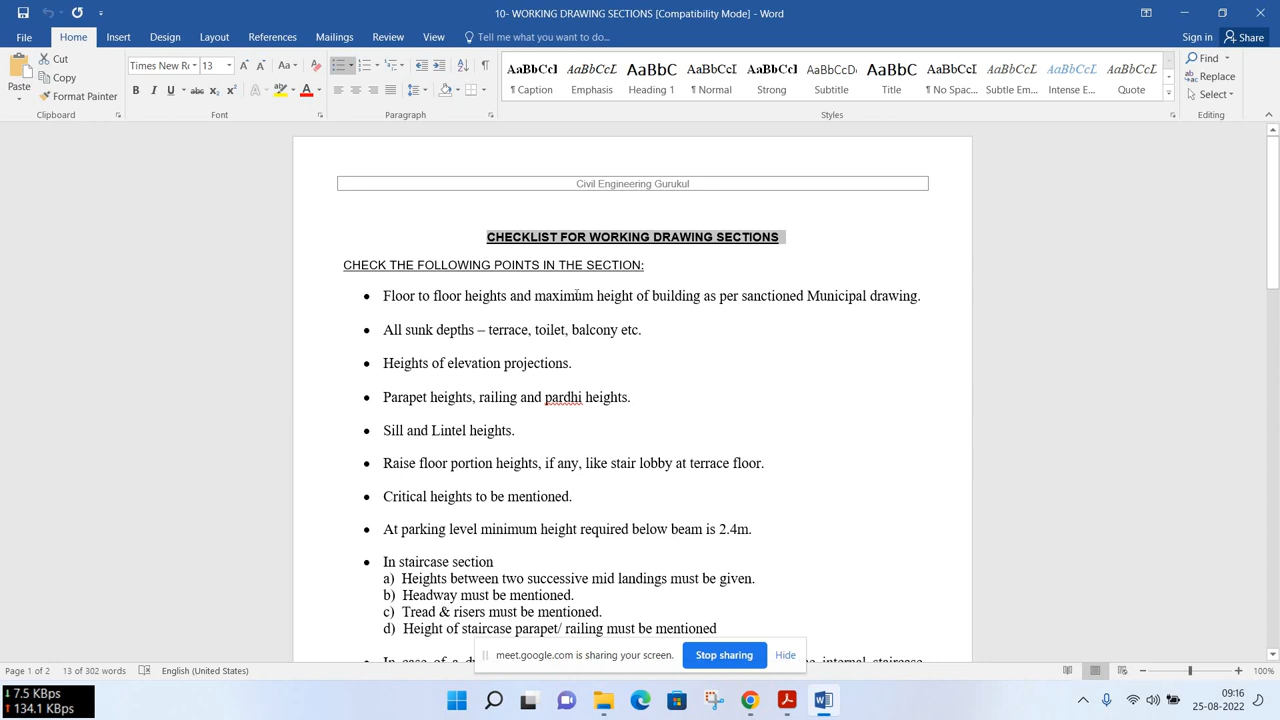 10- WORKING DRAWING SECTIONS [Compatibility Mode] - Word
File Home Insert Design Layout References Mailings Review View Tell me what you want to do... Sign in Share
Paste Cut Copy Format Painter
Clipboard
Times New Ro 13 Aa
B I U abc X₂ X² A A
Font
Paragraph
AaBbCcI AaBbCcL AaBbC AaBbCcI AaBbCcI AaBbCcDc AaBbC AaBbCcI AaBbCcL AaBbCcL AaBbCcL
¶ Caption Emphasis Heading 1 ¶ Normal Strong Subtitle Title ¶ No Spac... Subtle Em... Intense E... Quote
Styles
Find
Replace
Select
Editing
Civil Engineering Gurukul
CHECKLIST FOR WORKING DRAWING SECTIONS
CHECK THE FOLLOWING POINTS IN THE SECTION:
• Floor to floor heights and maximum height of building as per sanctioned Municipal drawing.
• All sunk depths – terrace, toilet, balcony etc.
• Heights of elevation projections.
• Parapet heights, railing and pardhi heights.
• Sill and Lintel heights.
• Raise floor portion heights, if any, like stair lobby at terrace floor.
• Critical heights to be mentioned.
• At parking level minimum height required below beam is 2.4m.
• In staircase section
a) Heights between two successive mid landings must be given.
b) Headway must be mentioned.
c) Tread & risers must be mentioned.
d) Height of staircase parapet/ railing must be mentioned
• In case of a internal staircase
meet.google.com is sharing your screen. Stop sharing Hide
Page 1 of 2 13 of 302 words English (United States) 100%
↓ 7.5 KBps
↑ 134.1 KBps
09:16
25-08-2022